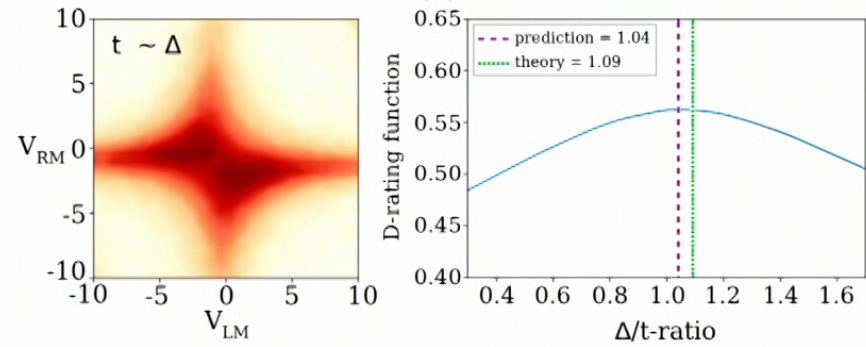 t ~ Δ
10
5
0
-5
-10
V_RM
-10 -5 0 5 10
V_LM
prediction = 1.04
theory = 1.09
0.65
0.60
0.55
0.50
0.45
0.40
D-rating function
0.4 0.6 0.8 1.0 1.2 1.4 1.6
Δ/t-ratio